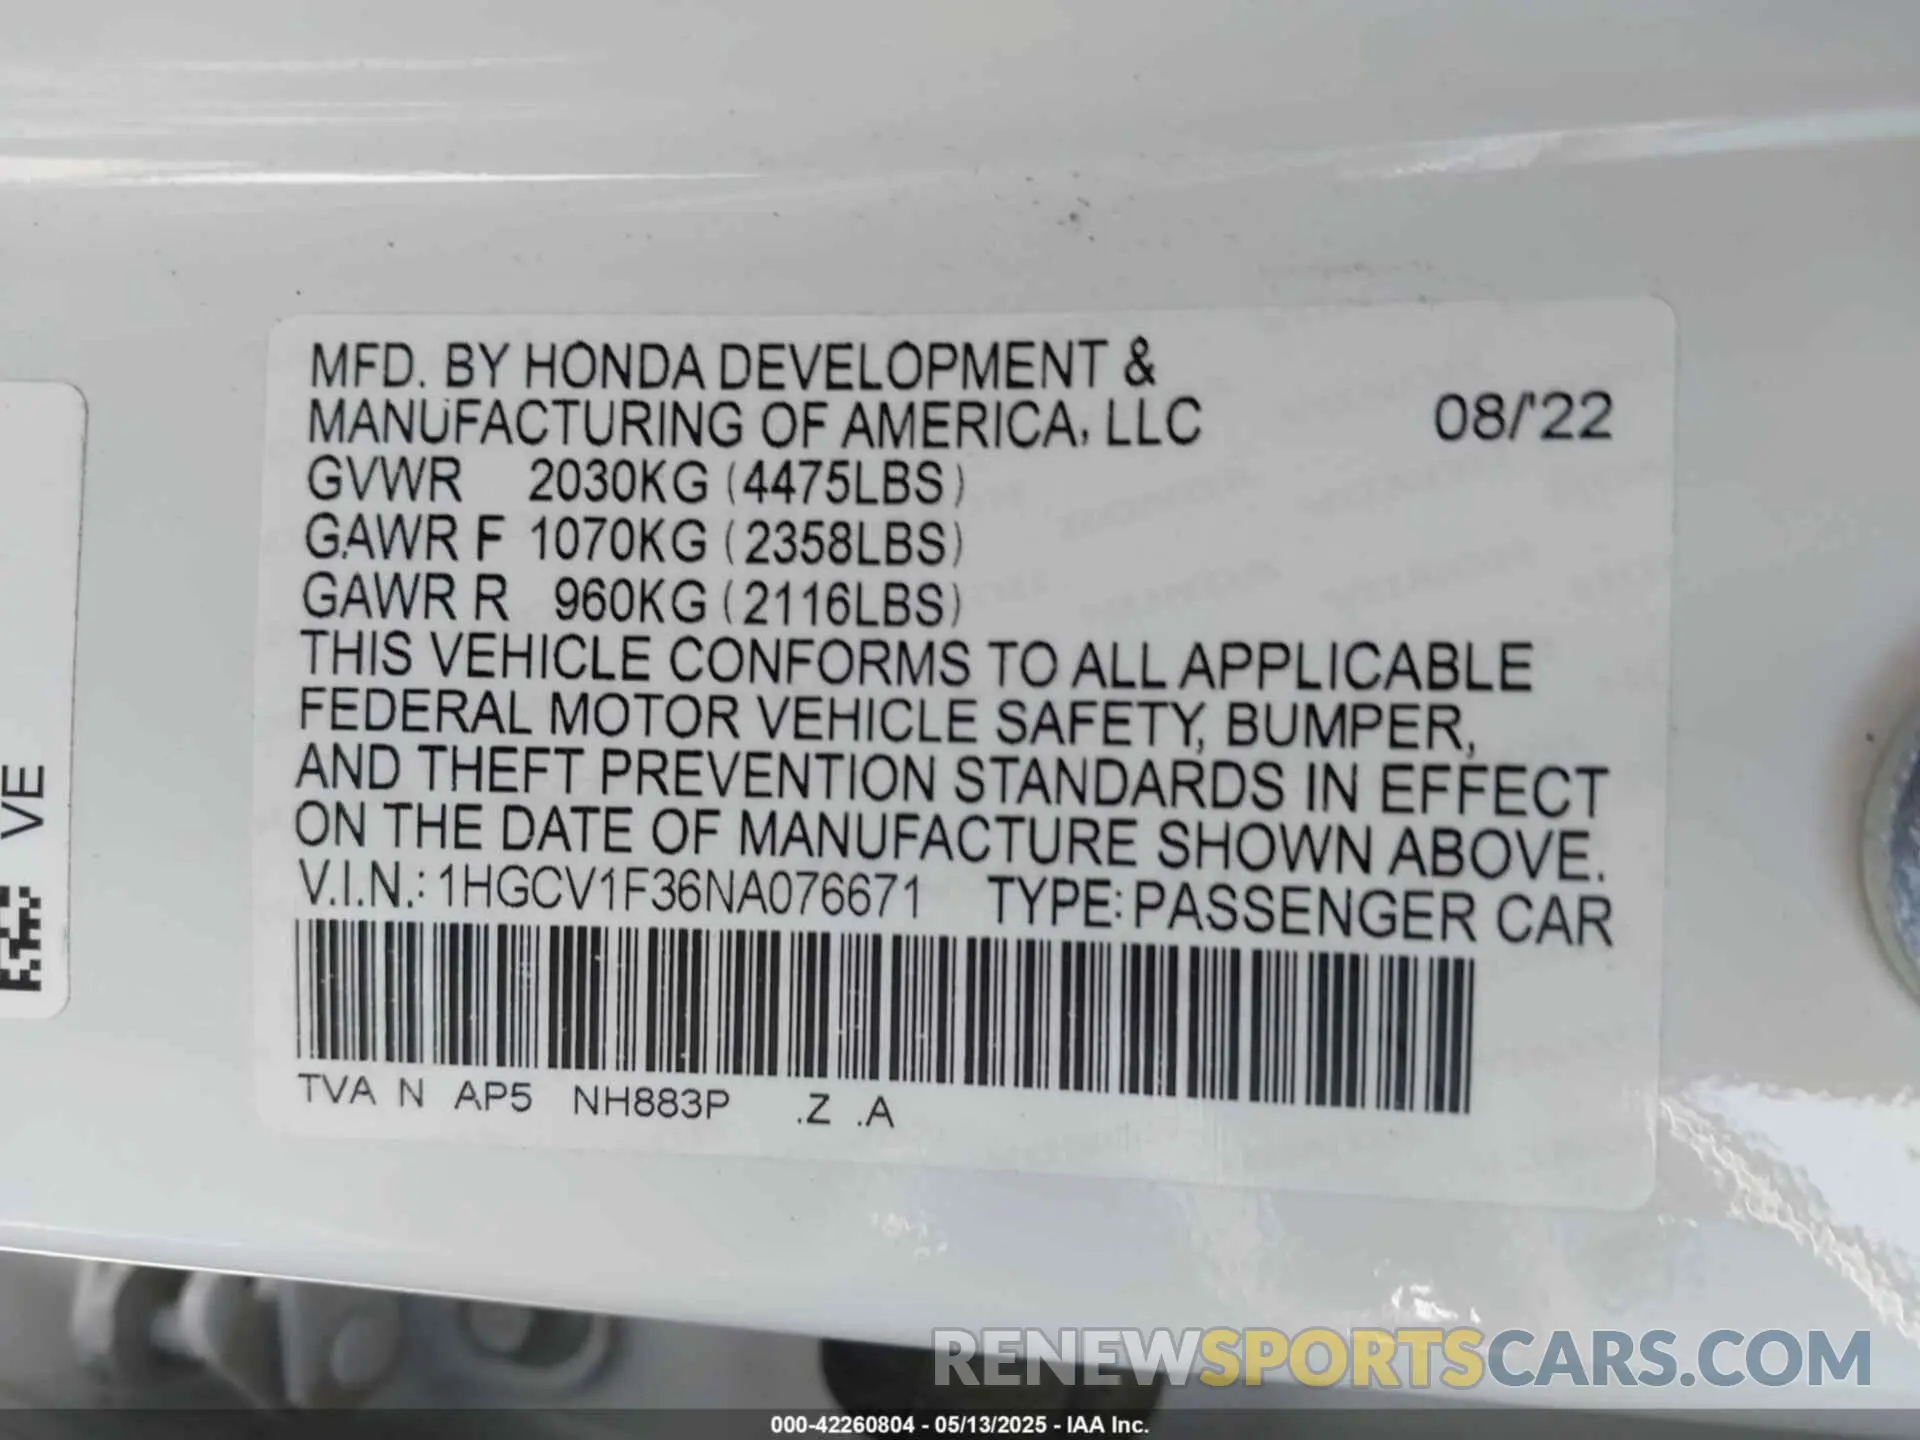 MFD. BY HONDA DEVELOPMENT &
MANUFACTURING OF AMERICA, LLC 08/'22
GVWR 2030KG (4475LBS)
GAWR F 1070KG (2358LBS)
GAWR R 960KG (2116LBS)
THIS VEHICLE CONFORMS TO ALL APPLICABLE
FEDERAL MOTOR VEHICLE SAFETY, BUMPER,
AND THEFT PREVENTION STANDARDS IN EFFECT
ON THE DATE OF MANUFACTURE SHOWN ABOVE.
V.I.N.: 1HGCV1F36NA076671 TYPE: PASSENGER CAR
TVA N AP5 NH883P .Z .A
VE
RENEWSPORTSCARS.COM
000-42260804 - 05/13/2025 - IAA Inc.